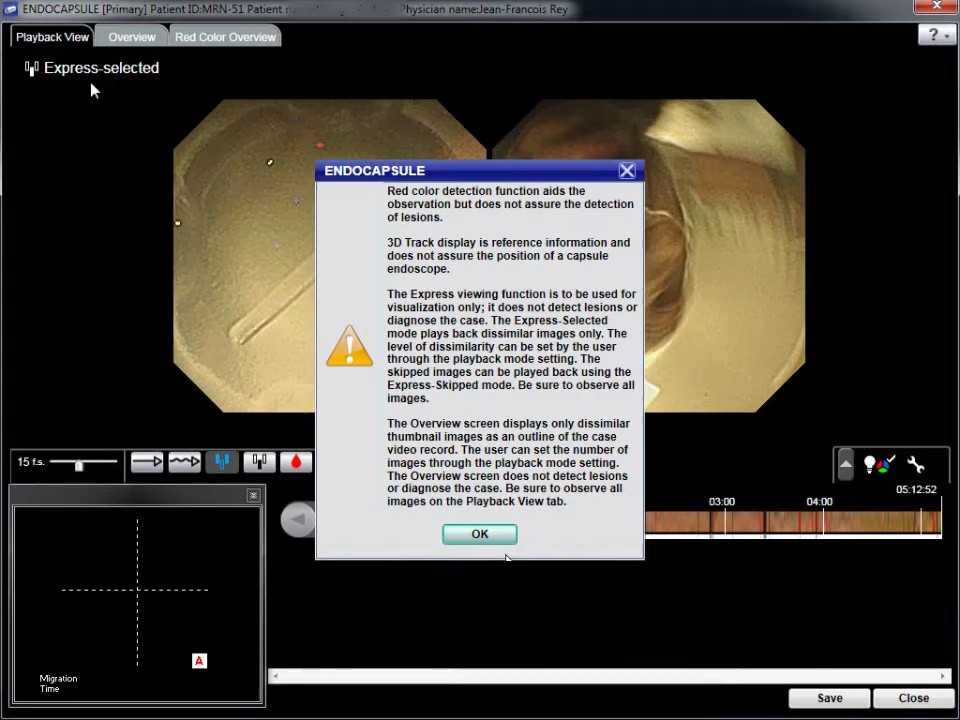 ENDOCAPSULE [Primary] Patient ID:MRN-51 Patient Physician name:Jean-Francois Rey
Playback View Overview Red Color Overview
?
Express-selected
ENDOCAPSULE
Red color detection function aids the
observation but does not assure the detection
of lesions.
3D Track display is reference information and
does not assure the position of a capsule
endoscope.
The Express viewing function is to be used for
visualization only; it does not detect lesions or
diagnose the case. The Express-Selected
mode plays back dissimilar images only. The
level of dissimilarity can be set by the user
through the playback mode setting. The
skipped images can be played back using the
Express-Skipped mode. Be sure to observe all
images.
The Overview screen displays only dissimilar
thumbnail images as an outline of the case
video record. The user can set the number of
images through the playback mode setting.
The Overview screen does not detect lesions
or diagnose the case. Be sure to observe all
images on the Playback View tab.
OK
15 f.s.
05:12:52
03:00 04:00
A
Migration
Time
Save Close